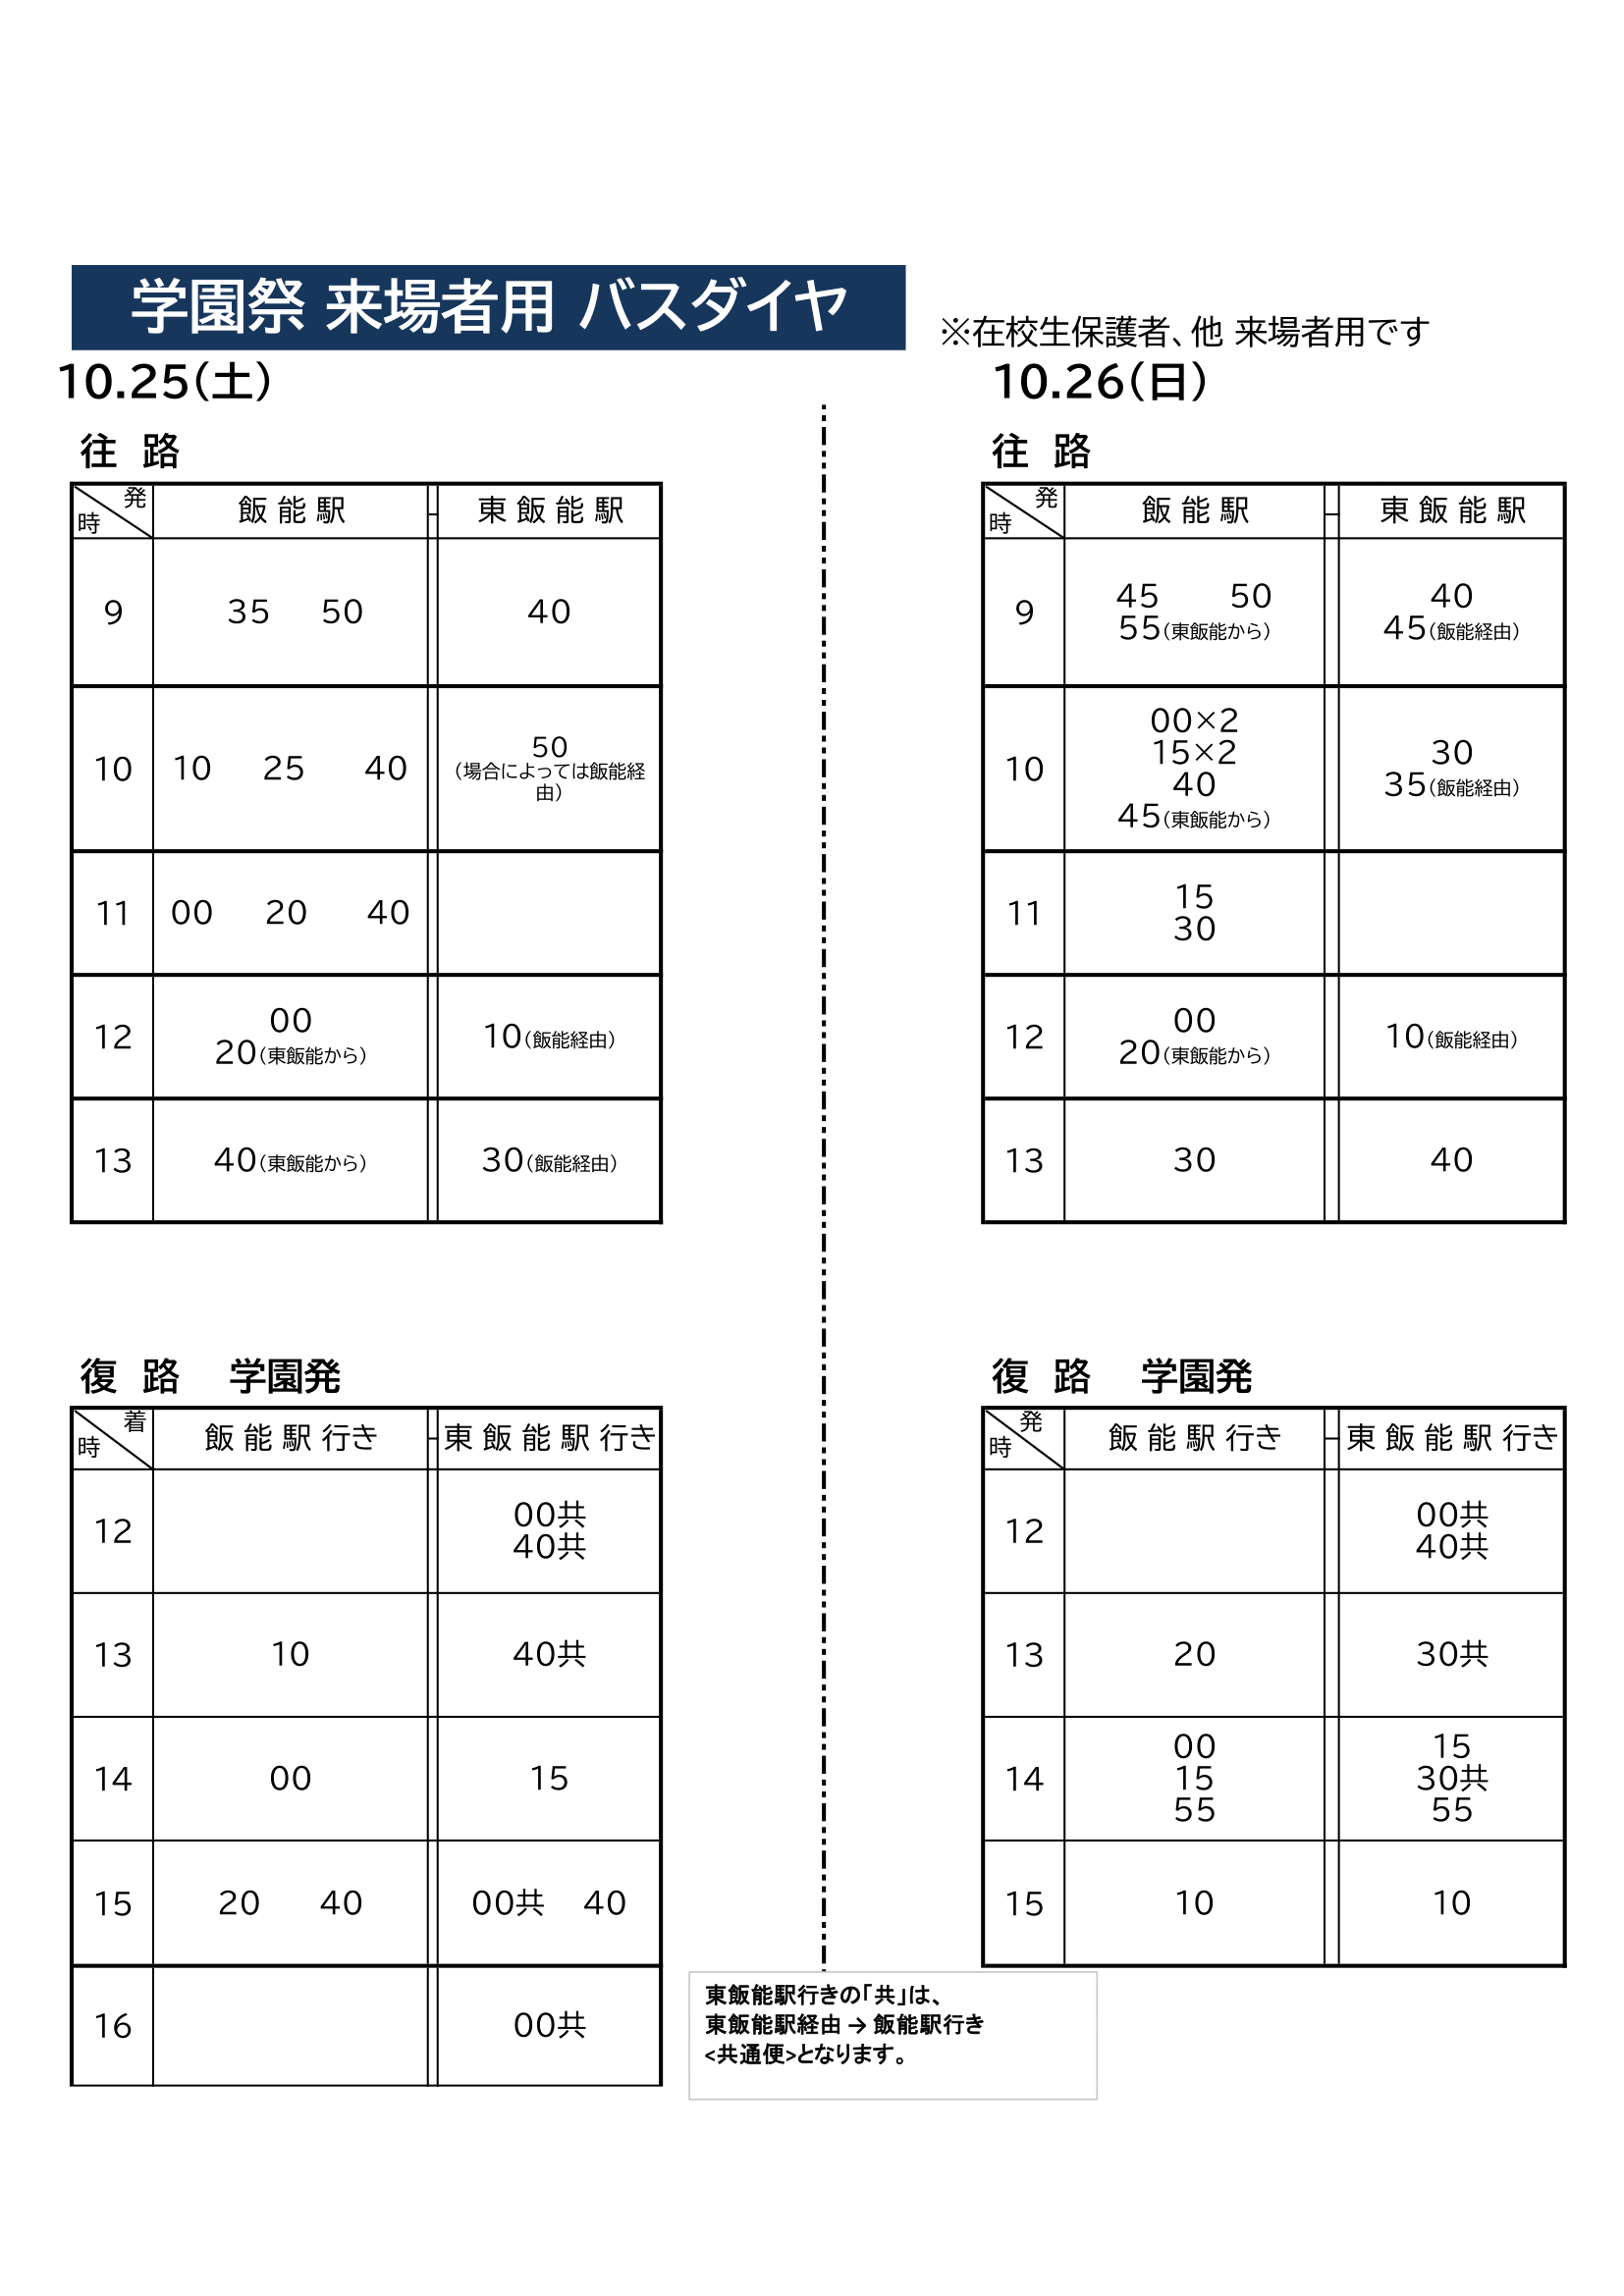 学園祭 来場者用 バスダイヤ
※在校生保護者、他 来場者用です
10.25(土)
往 路
発
時
飯 能 駅
東 飯 能 駅
9 35 50 40
10 10 25 40 50
(場合によっては飯能経
由)
11 00 20 40
12 00
20(東飯能から) 10(飯能経由)
13 40(東飯能から) 30(飯能経由)
復 路 学園発
着
時
飯 能 駅 行き
東 飯 能 駅 行き
12 00共
40共
13 10 40共
14 00 15
15 20 40 00共 40
16 00共
10.26(日)
往 路
発
時
飯 能 駅
東 飯 能 駅
9 45 50 40
55(東飯能から) 45(飯能経由)
10 00×2
15×2 30
40 35(飯能経由)
45(東飯能から)
11 15
30
12 00
20(東飯能から) 10(飯能経由)
13 30 40
復 路 学園発
発
時
飯 能 駅 行き
東 飯 能 駅 行き
12 00共
40共
13 20 30共
14 00 15
15 30共
55 55
15 10 10
東飯能駅行きの「共」は、
東飯能駅経由 → 飯能駅行き
<共通便>となります。